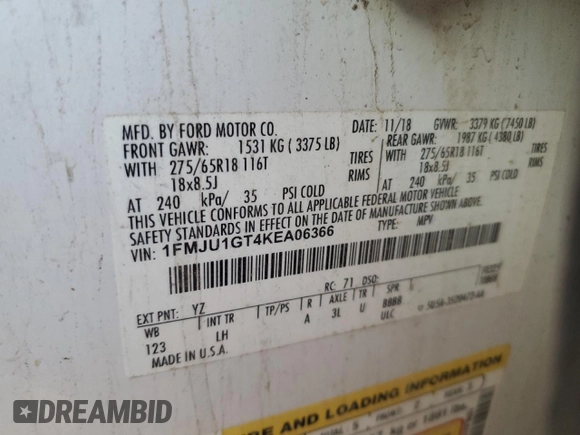 MFD. BY FORD MOTOR CO.
DATE: 11/18 GVWR: 3379 KG (7450 LB)
FRONT GAWR: 1531 KG (3375 LB)
REAR GAWR: 1987 KG (4380 LB)
WITH 275/65R18 116T TIRES
WITH 275/65R18 116T TIRES
18x8.5J RIMS
18x8.5J RIMS
AT 240 kPa/ 35 PSI COLD
AT 240 kPa/ 35 PSI COLD
THIS VEHICLE CONFORMS TO ALL APPLICABLE FEDERAL MOTOR VEHICLE
SAFETY STANDARDS IN EFFECT ON THE DATE OF MANUFACTURE SHOWN ABOVE.
VIN: 1FMJU1GT4KEA06366
TYPE: MPV
EXT PNT: YZ RC: 71 DSO:
WB INT TR TP/PS R AXLE TR SPR
123 LH A 3L U BBBB
ULC
MADE IN U.S.A.
AND LOADING INFORMATION
DREAMBID